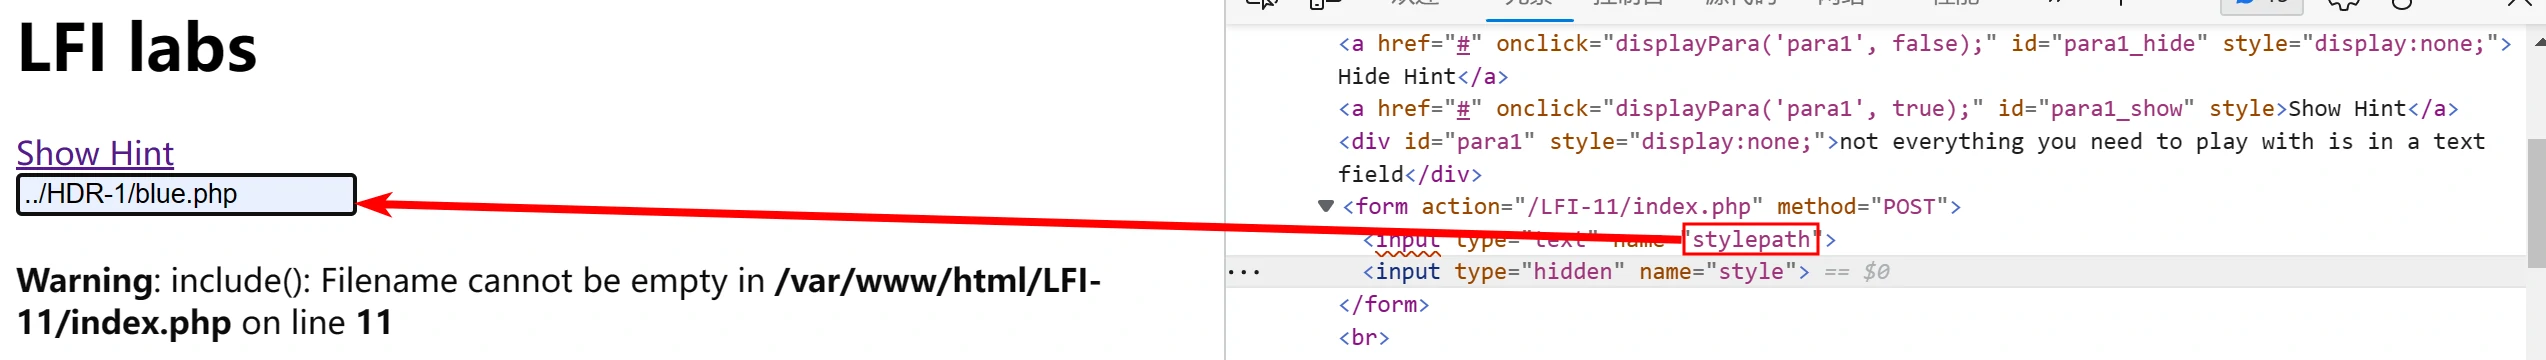 LFI labs
Show Hint
../HDR-1/blue.php
Warning: include(): Filename cannot be empty in /var/www/html/LFI-
11/index.php on line 11
<a href="#" onclick="displayPara('para1', false);" id="para1_hide" style="display:none;">
Hide Hint</a>
<a href="#" onclick="displayPara('para1', true);" id="para1_show" style>Show Hint</a>
<div id="para1" style="display:none;">not everything you need to play with is in a text
field</div>
<form action="/LFI-11/index.php" method="POST">
<input type="text" name="stylepath">
<input type="hidden" name="style"> == $0
</form>
<br>